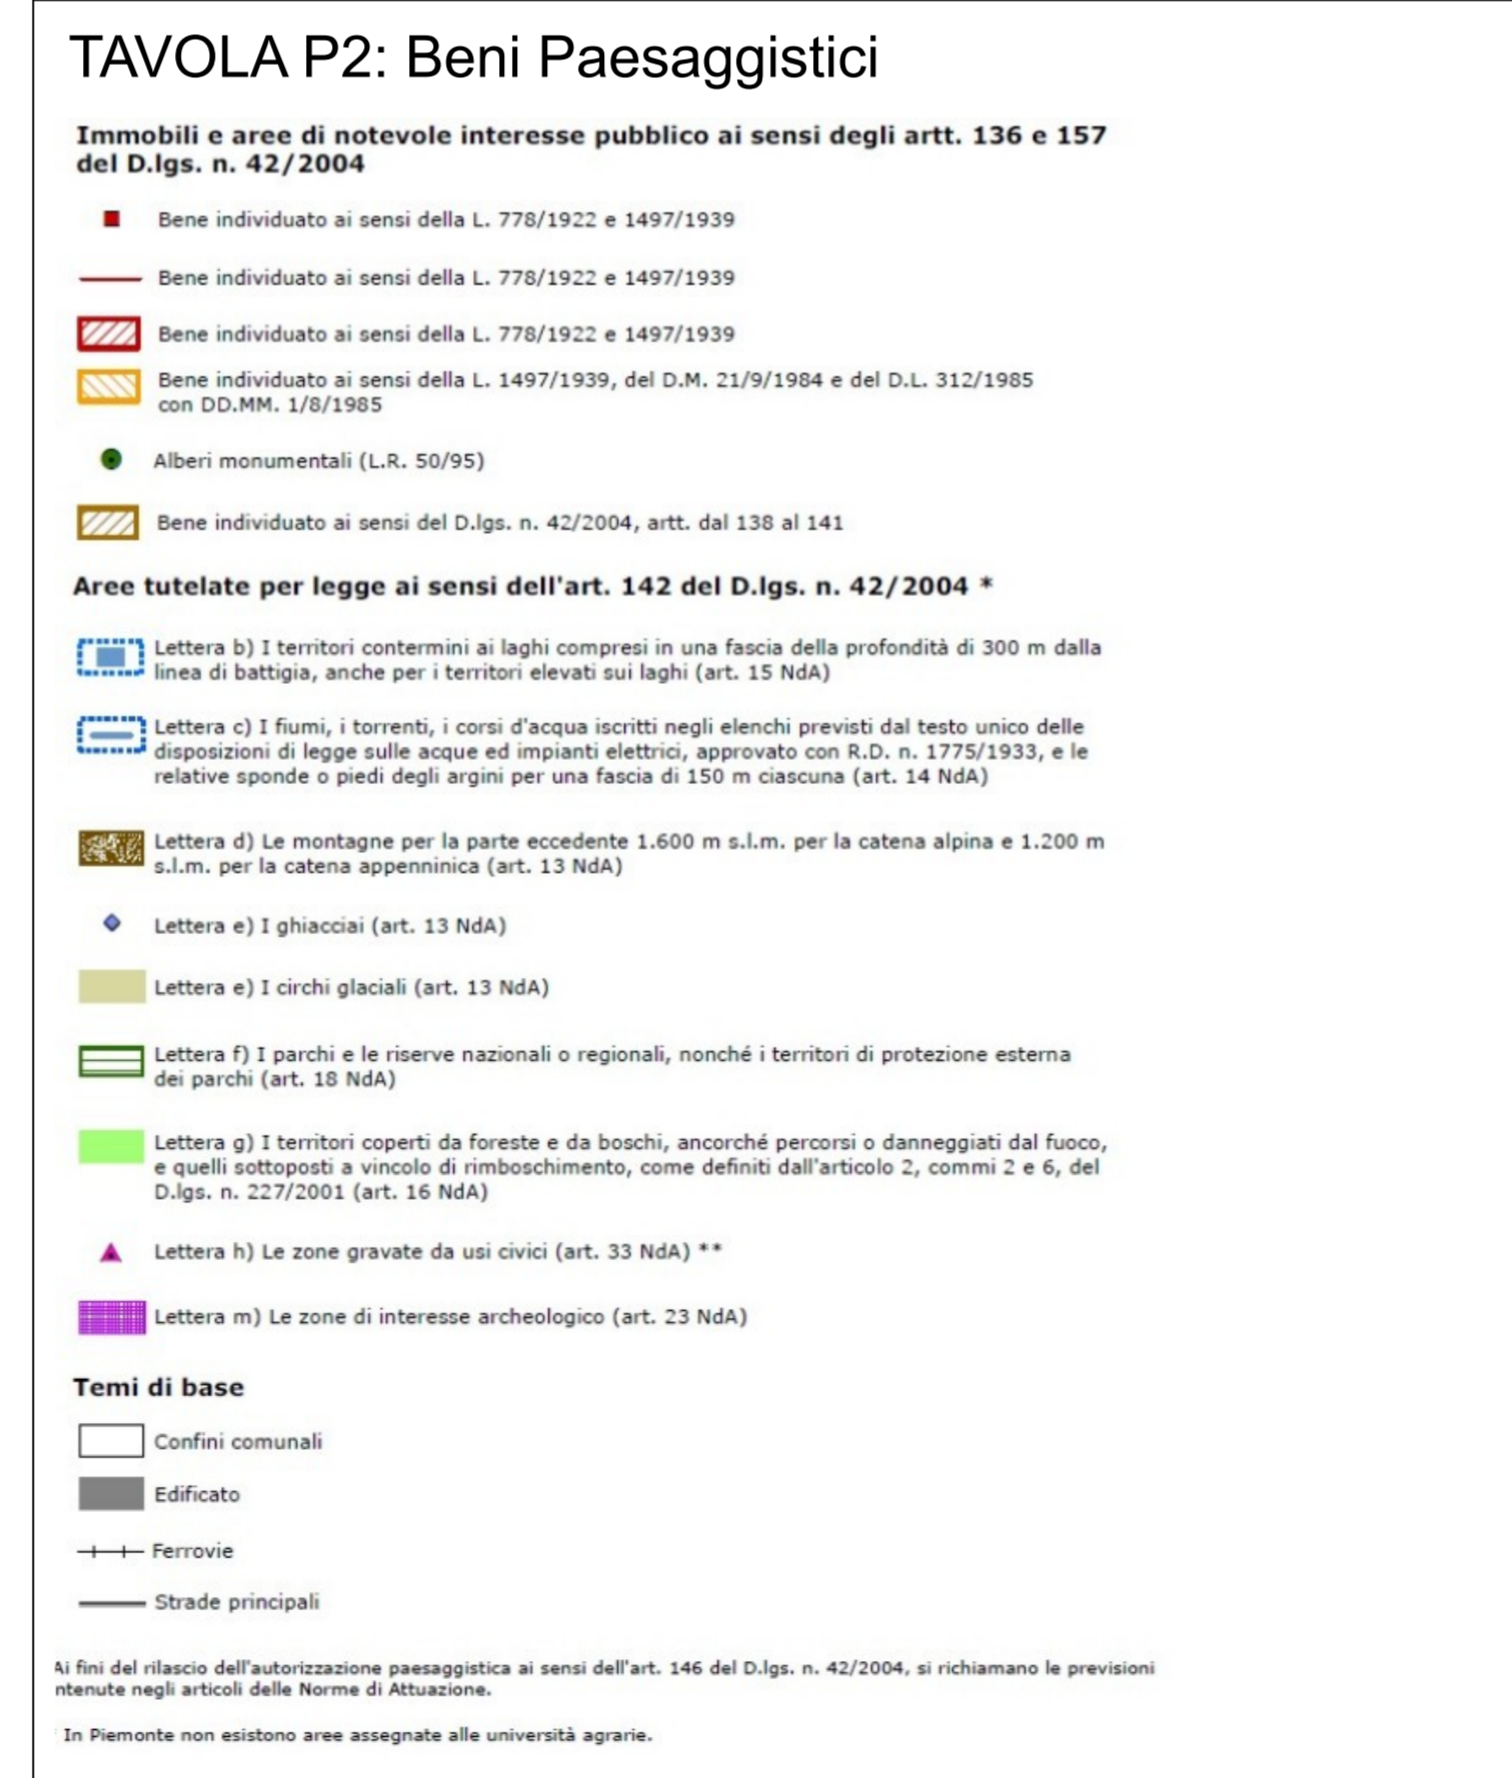 TAVOLA P2: Beni Paesaggistici
Immobili e aree di notevole interesse pubblico ai sensi degli artt. 136 e 157
del D.lgs. n. 42/2004
Bene individuato ai sensi della L. 778/1922 e 1497/1939
Bene individuato ai sensi della L. 778/1922 e 1497/1939
Bene individuato ai sensi della L. 778/1922 e 1497/1939
Bene individuato ai sensi della L. 1497/1939, del D.M. 21/9/1984 e del D.L. 312/1985
con DD.MM. 1/8/1985
Alberi monumentali (L.R. 50/95)
Bene individuato ai sensi del D.lgs. n. 42/2004, artt. dal 138 al 141
Aree tutelate per legge ai sensi dell'art. 142 del D.lgs. n. 42/2004 *
Lettera b) I territori contermini ai laghi compresi in una fascia della profondità di 300 m dalla
linea di battigia, anche per i territori elevati sui laghi (art. 15 NdA)
Lettera c) I fiumi, i torrenti, i corsi d'acqua iscritti negli elenchi previsti dal testo unico delle
disposizioni di legge sulle acque ed impianti elettrici, approvato con R.D. n. 1775/1933, e le
relative sponde o piedi degli argini per una fascia di 150 m ciascuna (art. 14 NdA)
Lettera d) Le montagne per la parte eccedente 1.600 m s.l.m. per la catena alpina e 1.200 m
s.l.m. per la catena appenninica (art. 13 NdA)
Lettera e) I ghiacciai (art. 13 NdA)
Lettera e) I circhi glaciali (art. 13 NdA)
Lettera f) I parchi e le riserve nazionali o regionali, nonché i territori di protezione esterna
dei parchi (art. 18 NdA)
Lettera g) I territori coperti da foreste e da boschi, ancorché percorsi o danneggiati dal fuoco,
e quelli sottoposti a vincolo di rimboschimento, come definiti dall'articolo 2, commi 2 e 6, del
D.lgs. n. 227/2001 (art. 16 NdA)
Lettera h) Le zone gravate da usi civici (art. 33 NdA) **
Lettera m) Le zone di interesse archeologico (art. 23 NdA)
Temi di base
Confini comunali
Edificato
Ferrovie
Strade principali
Ai fini del rilascio dell'autorizzazione paesaggistica ai sensi dell'art. 146 del D.lgs. n. 42/2004, si richiamano le previsioni
ntenute negli articoli delle Norme di Attuazione.
In Piemonte non esistono aree assegnate alle università agrarie.